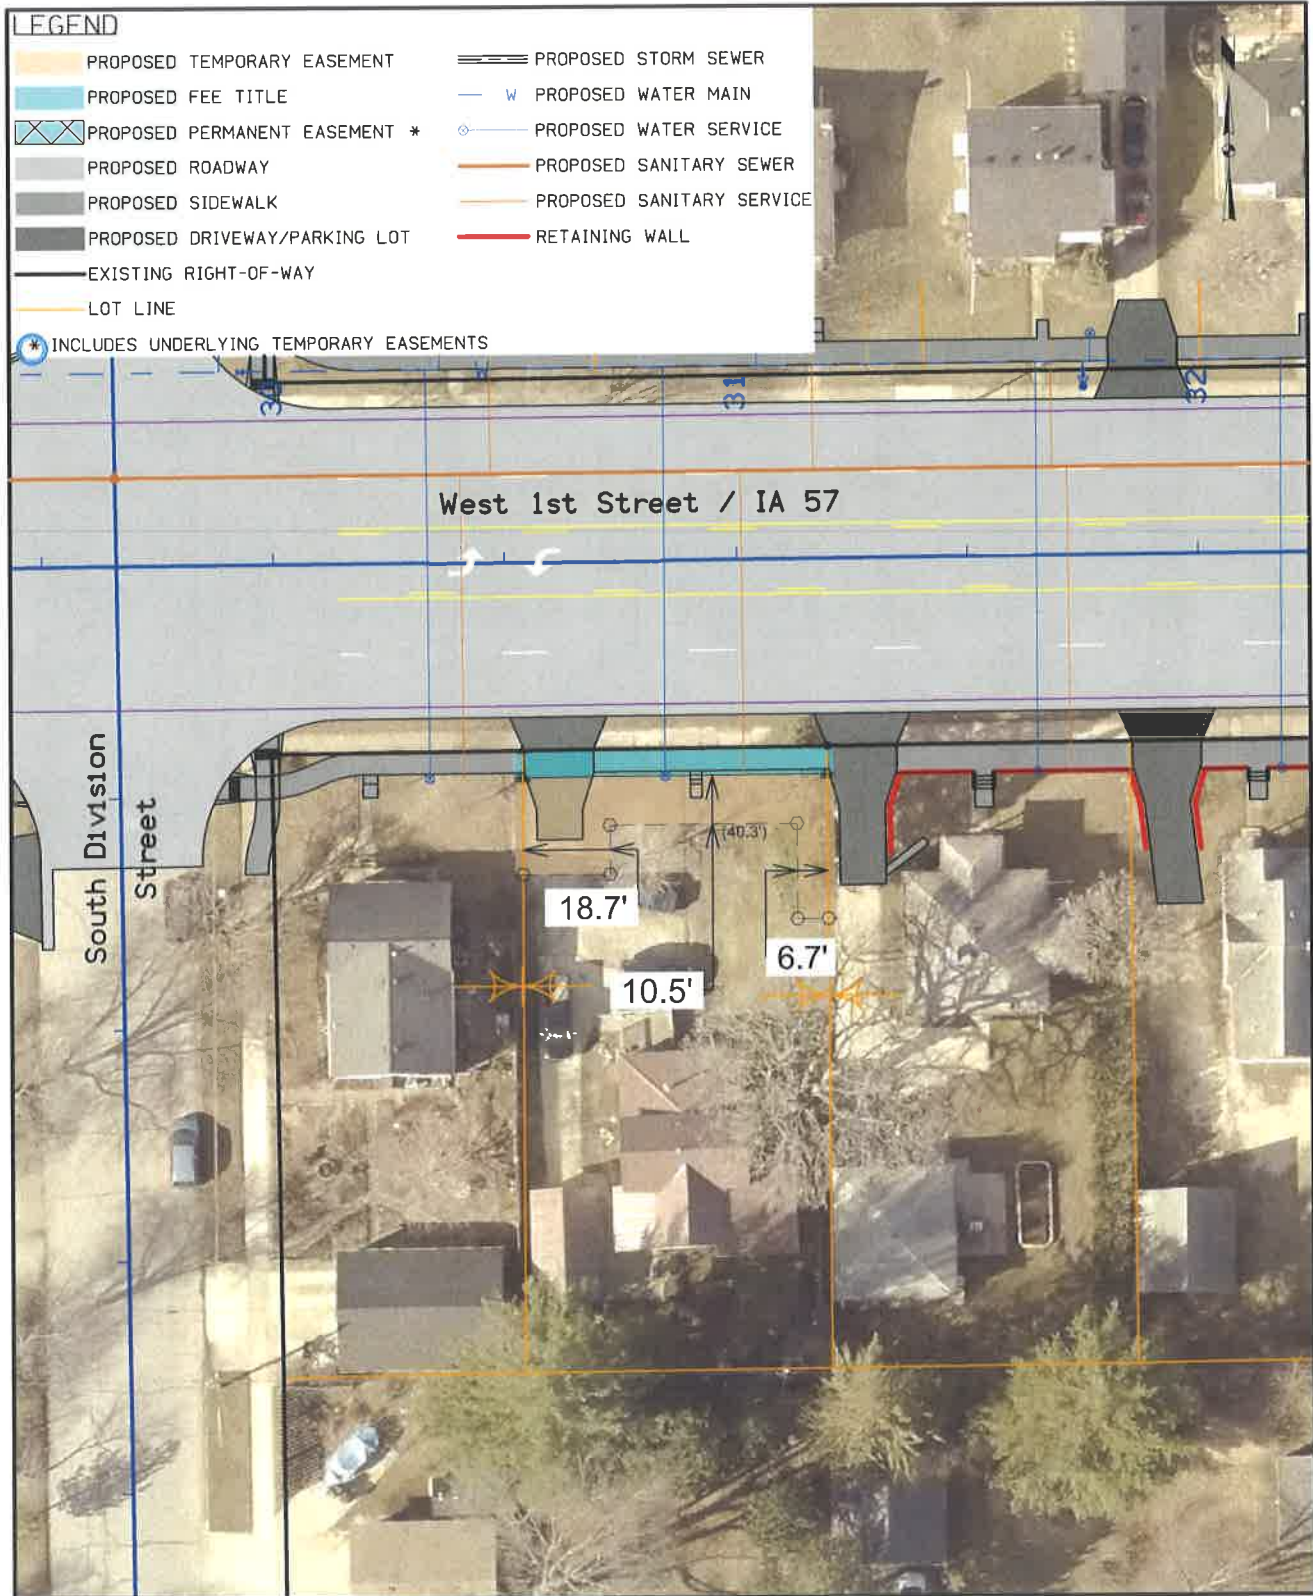 LEGEND
PROPOSED TEMPORARY EASEMENT
PROPOSED FEE TITLE
PROPOSED PERMANENT EASEMENT *
PROPOSED ROADWAY
PROPOSED SIDEWALK
PROPOSED DRIVEWAY/PARKING LOT
EXISTING RIGHT-OF-WAY
LOT LINE
* INCLUDES UNDERLYING TEMPORARY EASEMENTS
PROPOSED STORM SEWER
W PROPOSED WATER MAIN
PROPOSED WATER SERVICE
PROPOSED SANITARY SEWER
PROPOSED SANITARY SERVICE
RETAINING WALL
31
32
West 1st Street / IA 57
South Division
Street
(40.3')
18.7'
6.7'
10.5'